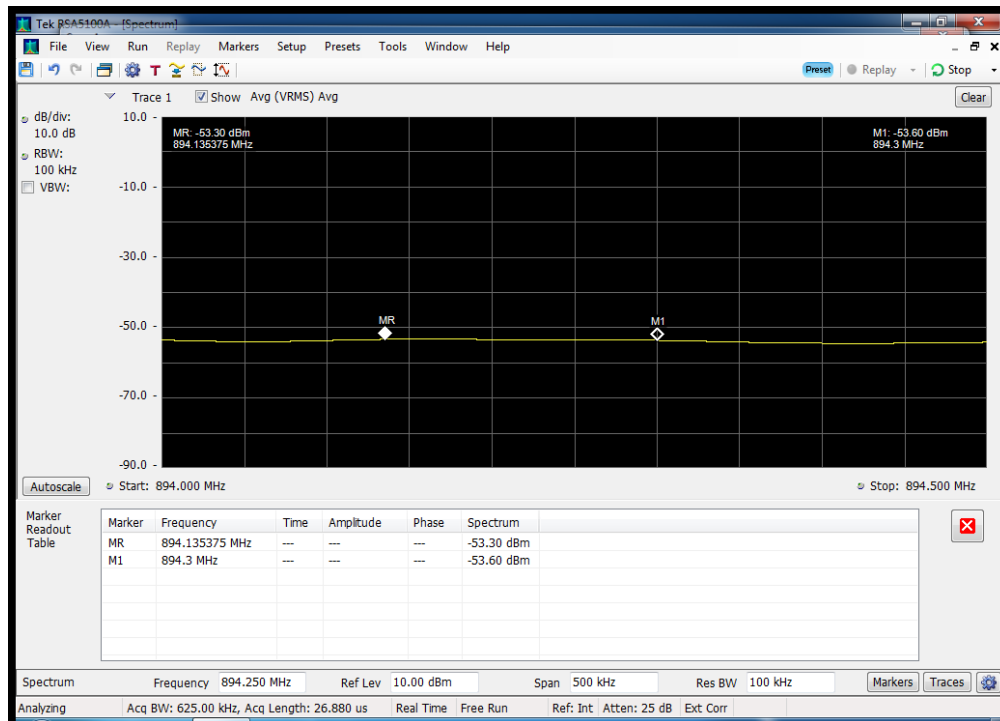 Tek RSA5100A - [Spectrum]
File View Run Replay Markers Setup Presets Tools Window Help
T Preset Replay Stop
Trace 1 Show Avg (VRMS) Avg Clear
dB/div:
10.0 dB
RBW:
100 kHz
VBW:
10.0
-10.0
-30.0
-50.0
-70.0
-90.0
MR: -53.30 dBm
894.135375 MHz
M1: -53.60 dBm
894.3 MHz
MR
M1
Autoscale Start: 894.000 MHz Stop: 894.500 MHz
Marker
Readout
Table
Marker Frequency Time Amplitude Phase Spectrum
MR 894.135375 MHz --- --- --- -53.30 dBm
M1 894.3 MHz --- --- --- -53.60 dBm
Spectrum Frequency 894.250 MHz Ref Lev 10.00 dBm Span 500 kHz Res BW 100 kHz Markers Traces
Analyzing Acq BW: 625.00 kHz, Acq Length: 26.880 us Real Time Free Run Ref: Int Atten: 25 dB Ext Corr